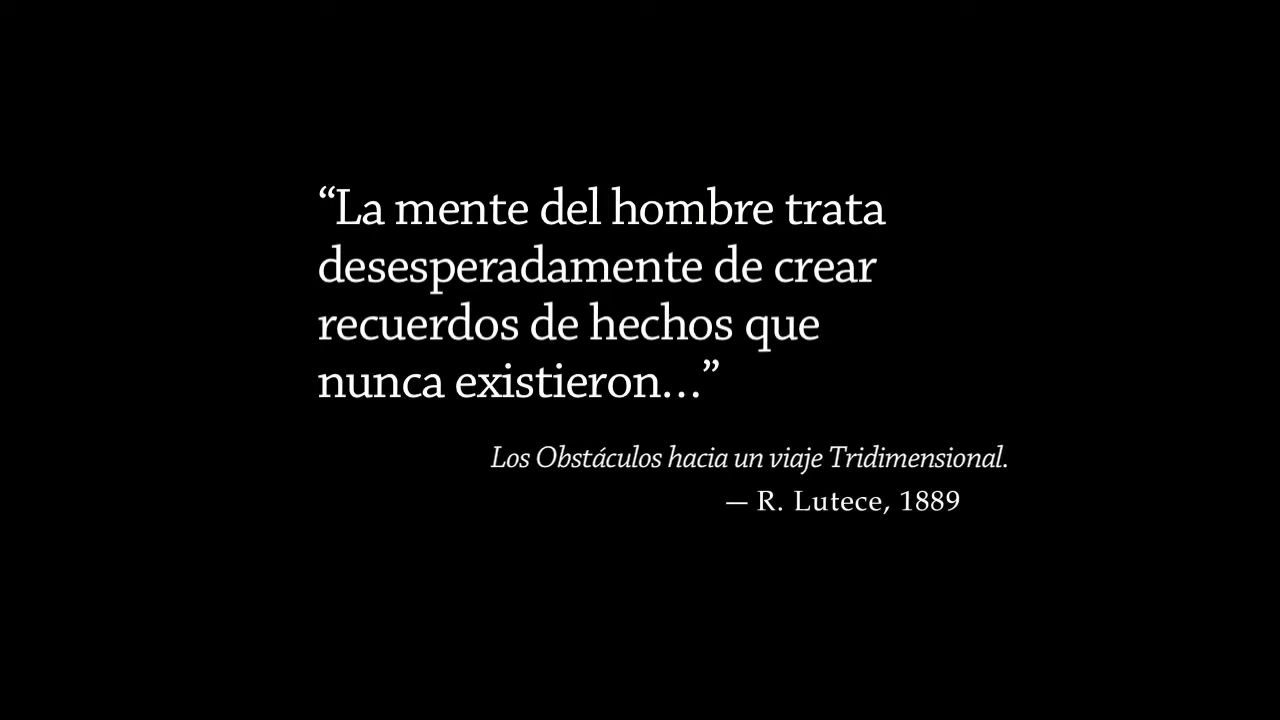 “La mente del hombre trata
desesperadamente de crear
recuerdos de hechos que
nunca existieron...”
Los Obstáculos hacia un viaje Tridimensional.
— R. Lutece, 1889